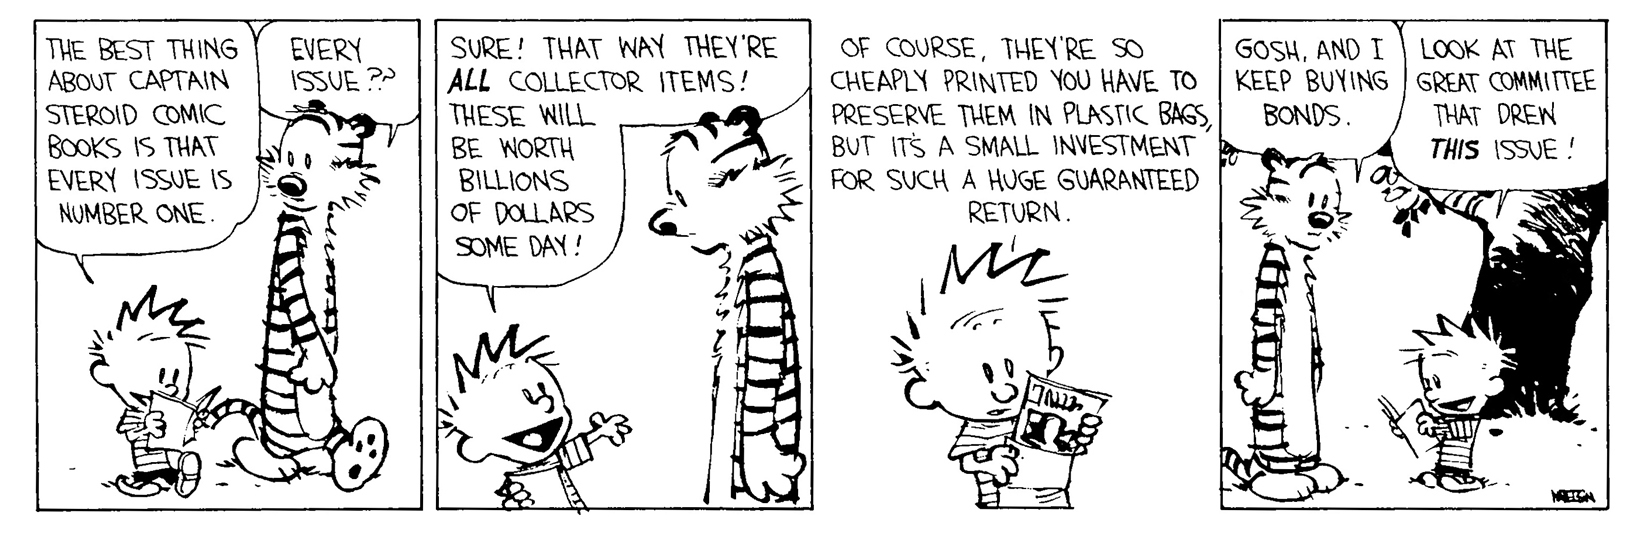 THE BEST THING
ABOUT CAPTAIN
STEROID COMIC
BOOKS IS THAT
EVERY ISSUE IS
NUMBER ONE.
EVERY
ISSUE??
SURE! THAT WAY THEY'RE
ALL COLLECTOR ITEMS!
THESE WILL
BE WORTH
BILLIONS
OF DOLLARS
SOME DAY!
OF COURSE, THEY'RE SO
CHEAPLY PRINTED YOU HAVE TO
PRESERVE THEM IN PLASTIC BAGS,
BUT IT'S A SMALL INVESTMENT
FOR SUCH A HUGE GUARANTEED
RETURN.
GOSH, AND I
KEEP BUYING
BONDS.
LOOK AT THE
GREAT COMMITTEE
THAT DREW
THIS ISSUE!